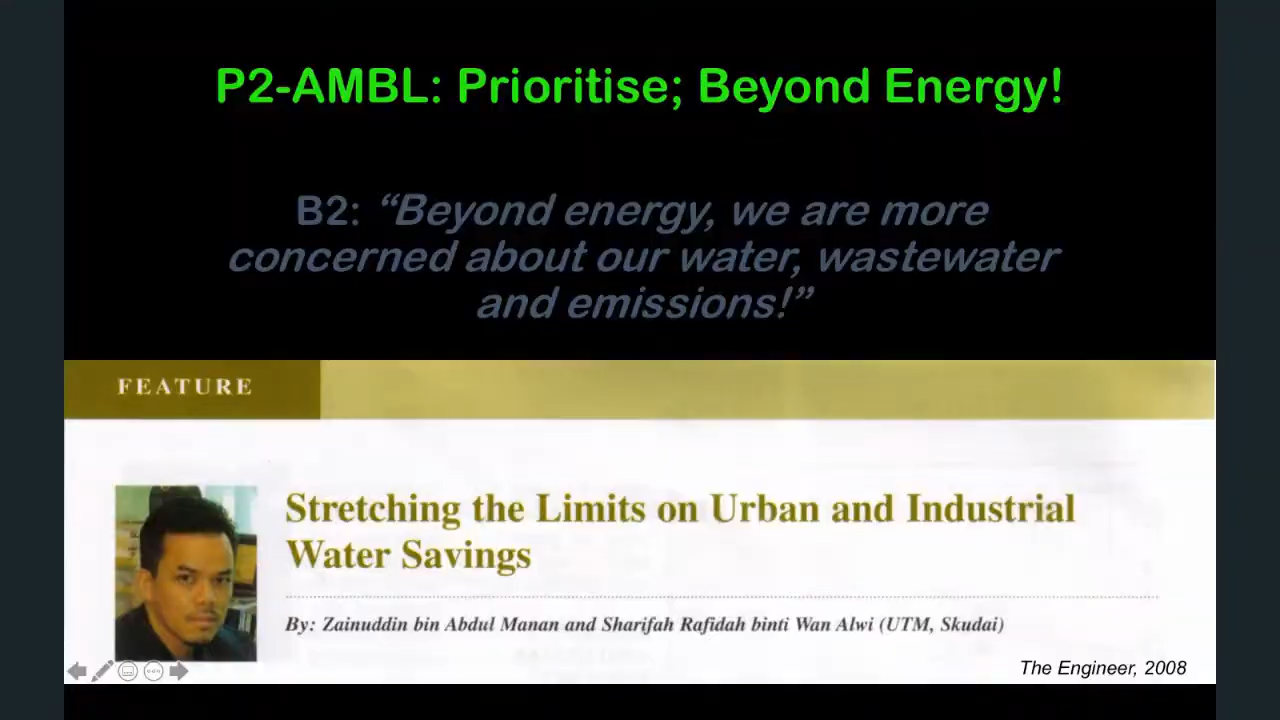 P2-AMBL: Prioritise; Beyond Energy!
B2: “Beyond energy, we are more
concerned about our water, wastewater
and emissions!”
FEATURE
Stretching the Limits on Urban and Industrial
Water Savings
By: Zainuddin bin Abdul Manan and Sharifah Rafidah binti Wan Alwi (UTM, Skudai)
The Engineer, 2008